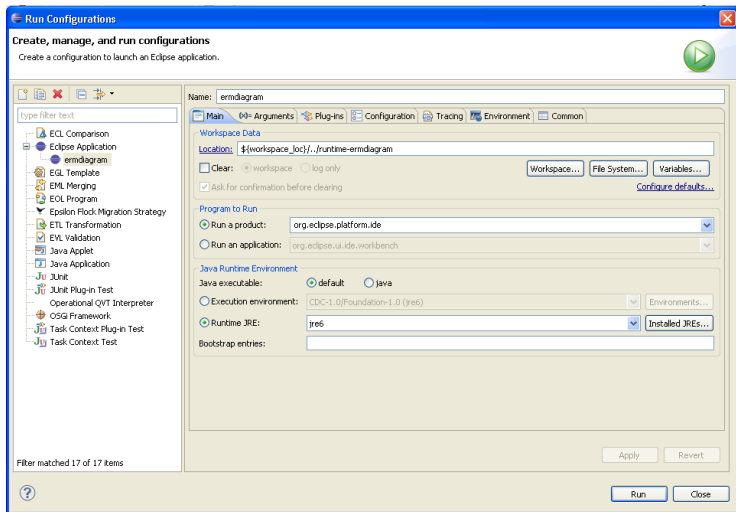 Run Configurations
Create, manage, and run configurations
Create a configuration to launch an Eclipse application.
type filter text
ECL Comparison
Eclipse Application
ermdiagram
EGL Template
EML Merging
EOL Program
Epsilon Flock Migration Strategy
ETL Transformation
EVL Validation
Java Applet
Java Application
JUnit
JUnit Plug-in Test
Operational QVT Interpreter
OSGi Framework
Task Context Plug-in Test
Task Context Test
Filter matched 17 of 17 items
Name: ermdiagram
Main (x)= Arguments Plug-ins Configuration Tracing Environment Common
Workspace Data
Location: ${workspace_loc}/../runtime-ermdiagram
Clear: workspace log only Workspace... File System... Variables...
Ask for confirmation before clearing Configure defaults...
Program to Run
Run a product: org.eclipse.platform.ide
Run an application: org.eclipse.ui.ide.workbench
Java Runtime Environment
Java executable: default java
Execution environment: CDC-1.0/Foundation-1.0 (jre6) Environments...
Runtime JRE: jre6 Installed JREs...
Bootstrap entries:
Apply Revert
? Run Close